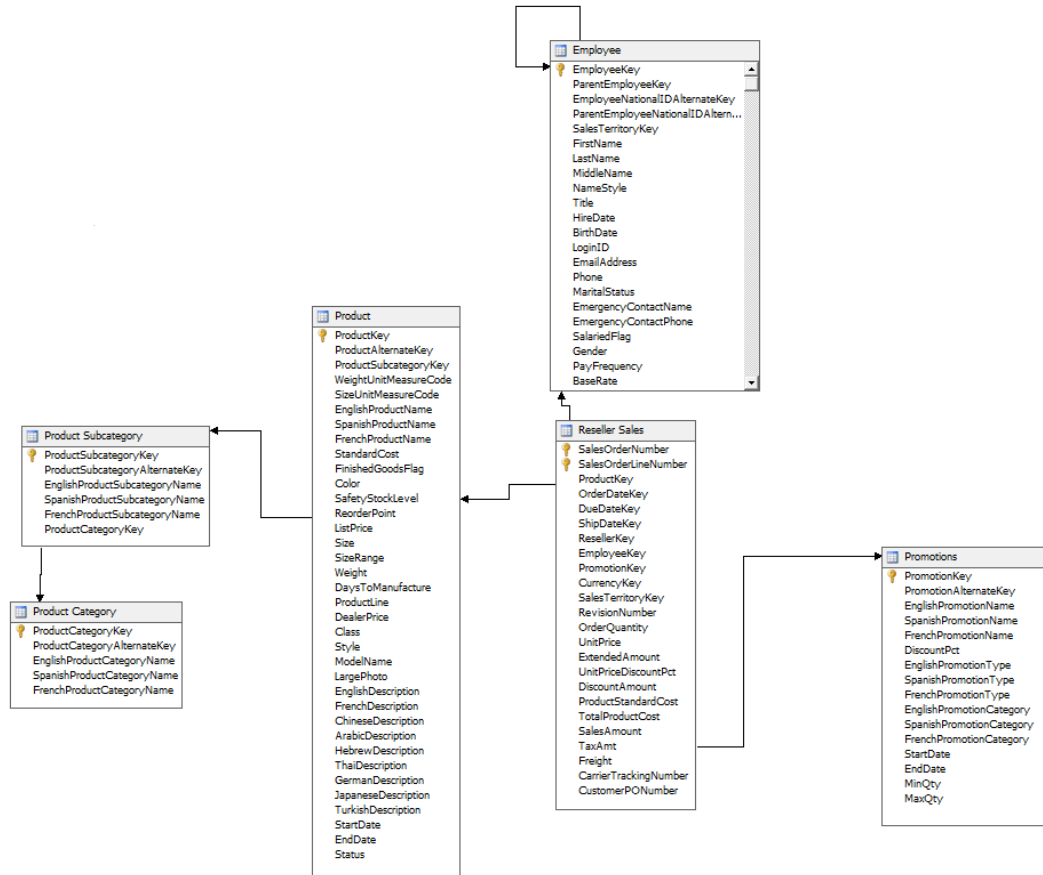 Employee
EmployeeKey
ParentEmployeeKey
EmployeeNationalIDAlternateKey
ParentEmployeeNationalIDAltern...
SalesTerritoryKey
FirstName
LastName
MiddleName
NameStyle
Title
HireDate
BirthDate
LoginID
EmailAddress
Phone
MaritalStatus
EmergencyContactName
EmergencyContactPhone
SalariedFlag
Gender
PayFrequency
BaseRate
Product
ProductKey
ProductAlternateKey
ProductSubcategoryKey
WeightUnitMeasureCode
SizeUnitMeasureCode
EnglishProductName
SpanishProductName
FrenchProductName
StandardCost
FinishedGoodsFlag
Color
SafetyStockLevel
ReorderPoint
ListPrice
Size
SizeRange
Weight
DaysToManufacture
ProductLine
DealerPrice
Class
Style
ModelName
LargePhoto
EnglishDescription
FrenchDescription
ChineseDescription
ArabicDescription
HebrewDescription
ThaiDescription
GermanDescription
JapaneseDescription
TurkishDescription
StartDate
EndDate
Status
Product Subcategory
ProductSubcategoryKey
ProductSubcategoryAlternateKey
EnglishProductSubcategoryName
SpanishProductSubcategoryName
FrenchProductSubcategoryName
ProductCategoryKey
Product Category
ProductCategoryKey
ProductCategoryAlternateKey
EnglishProductCategoryName
SpanishProductCategoryName
FrenchProductCategoryName
Reseller Sales
SalesOrderNumber
SalesOrderLineNumber
ProductKey
OrderDateKey
DueDateKey
ShipDateKey
ResellerKey
EmployeeKey
PromotionKey
CurrencyKey
SalesTerritoryKey
RevisionNumber
OrderQuantity
UnitPrice
ExtendedAmount
UnitPriceDiscountPct
DiscountAmount
ProductStandardCost
TotalProductCost
SalesAmount
TaxAmt
Freight
CarrierTrackingNumber
CustomerPONumber
Promotions
PromotionKey
PromotionAlternateKey
EnglishPromotionName
SpanishPromotionName
FrenchPromotionName
DiscountPct
EnglishPromotionType
SpanishPromotionType
FrenchPromotionType
EnglishPromotionCategory
SpanishPromotionCategory
FrenchPromotionCategory
StartDate
EndDate
MinQty
MaxQty